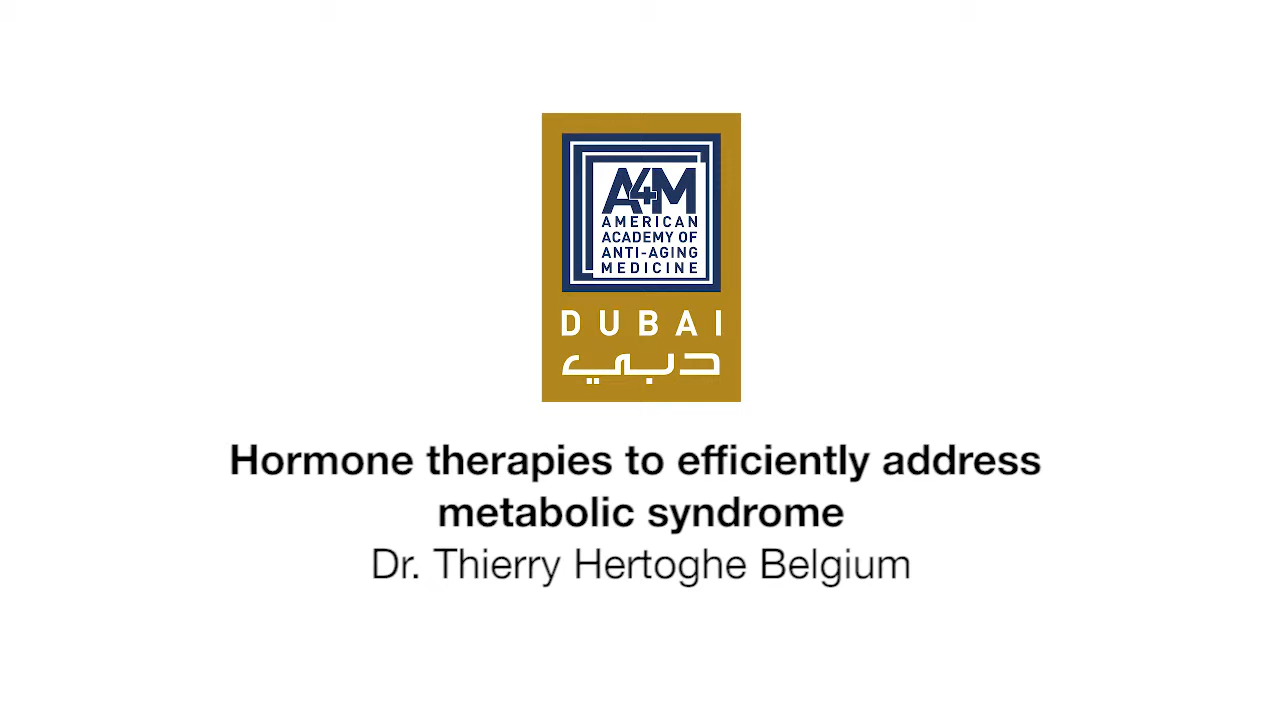 A4M
AMERICAN
ACADEMY OF
ANTI-AGING
MEDICINE
DUBAI
دبي
Hormone therapies to efficiently address
metabolic syndrome
Dr. Thierry Hertoghe Belgium